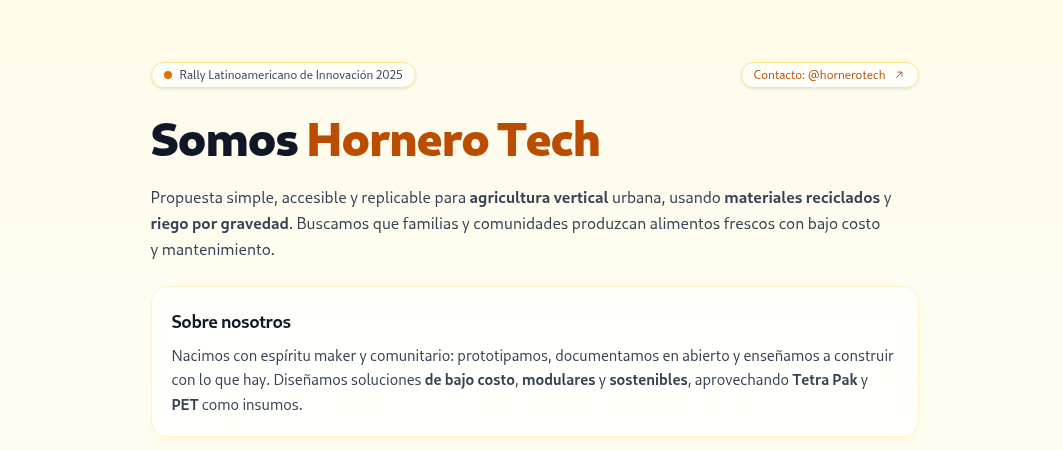 Rally Latinoamericano de Innovación 2025
Contacto: @hornerotech ↗
Somos Hornero Tech
Propuesta simple, accesible y replicable para agricultura vertical urbana, usando materiales reciclados y
riego por gravedad. Buscamos que familias y comunidades produzcan alimentos frescos con bajo costo
y mantenimiento.
Sobre nosotros
Nacimos con espíritu maker y comunitario: prototipamos, documentamos en abierto y enseñamos a construir
con lo que hay. Diseñamos soluciones de bajo costo, modulares y sostenibles, aprovechando Tetra Pak y
PET como insumos.